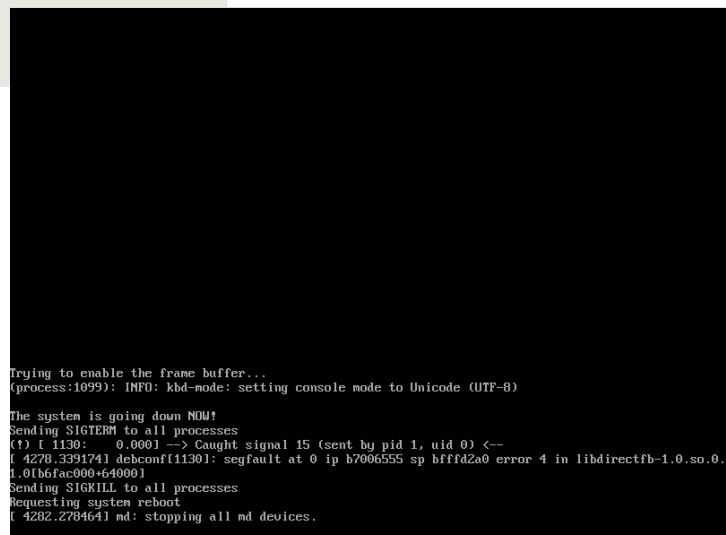 Trying to enable the frame buffer...
(process:1099): INFO: kbd-mode: setting console mode to Unicode (UTF-8)
The system is going down NOW!
Sending SIGTERM to all processes
(!) [ 1130:    0.000] --> Caught signal 15 (sent by pid 1, uid 0) <--
[ 4278.339174] debconf[1130]: segfault at 0 ip b7006555 sp bfffd2a0 error 4 in libdirectfb-1.0.so.0.
1.0[b6fac000+64000]
Sending SIGKILL to all processes
Requesting system reboot
[ 4282.278464] md: stopping all md devices.